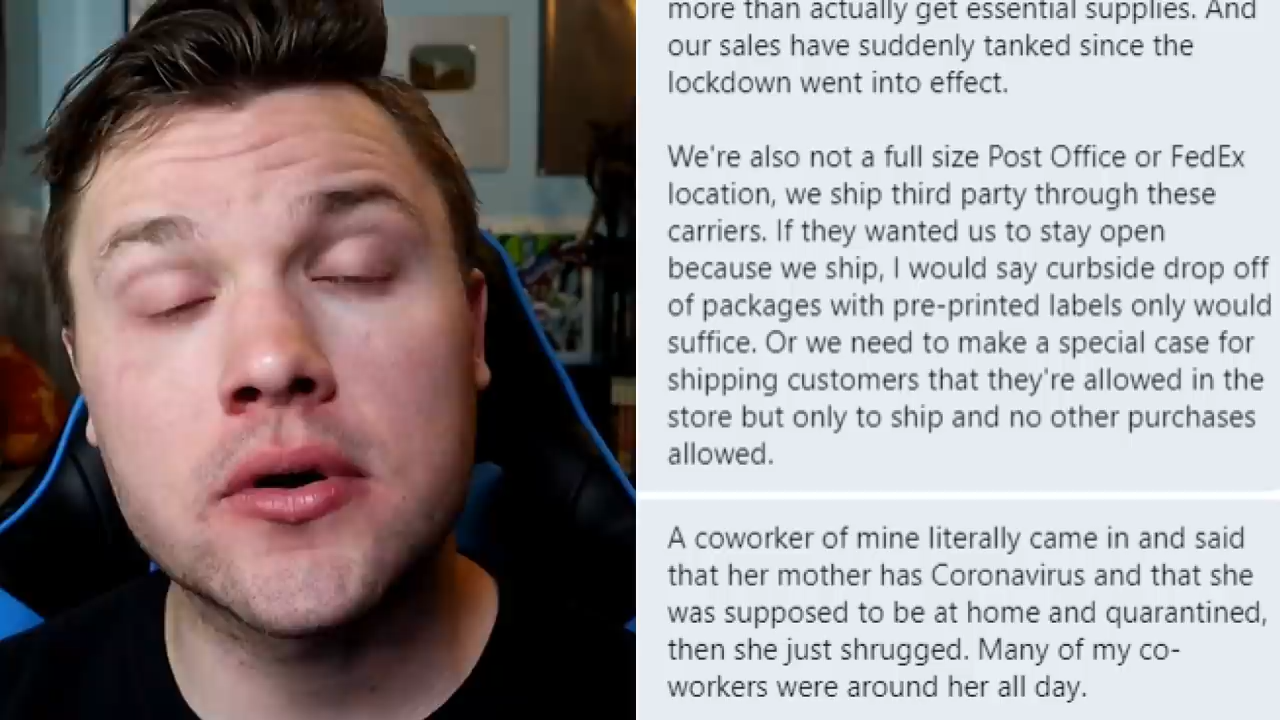 more than actually get essential supplies. And
our sales have suddenly tanked since the
lockdown went into effect.
We're also not a full size Post Office or FedEx
location, we ship third party through these
carriers. If they wanted us to stay open
because we ship, I would say curbside drop off
of packages with pre-printed labels only would
suffice. Or we need to make a special case for
shipping customers that they're allowed in the
store but only to ship and no other purchases
allowed.
A coworker of mine literally came in and said
that her mother has Coronavirus and that she
was supposed to be at home and quarantined,
then she just shrugged. Many of my co-
workers were around her all day.